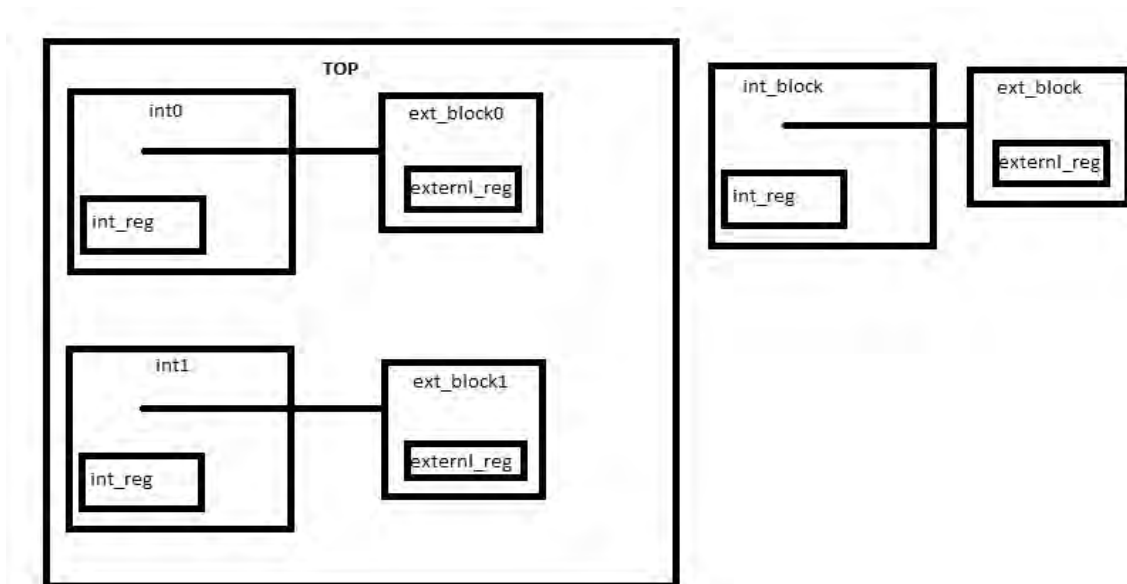 TOP
int0
ext_block0
externl_reg
int_reg
int1
ext_block1
externl_reg
int_reg
int_block
ext_block
externl_reg
int_reg